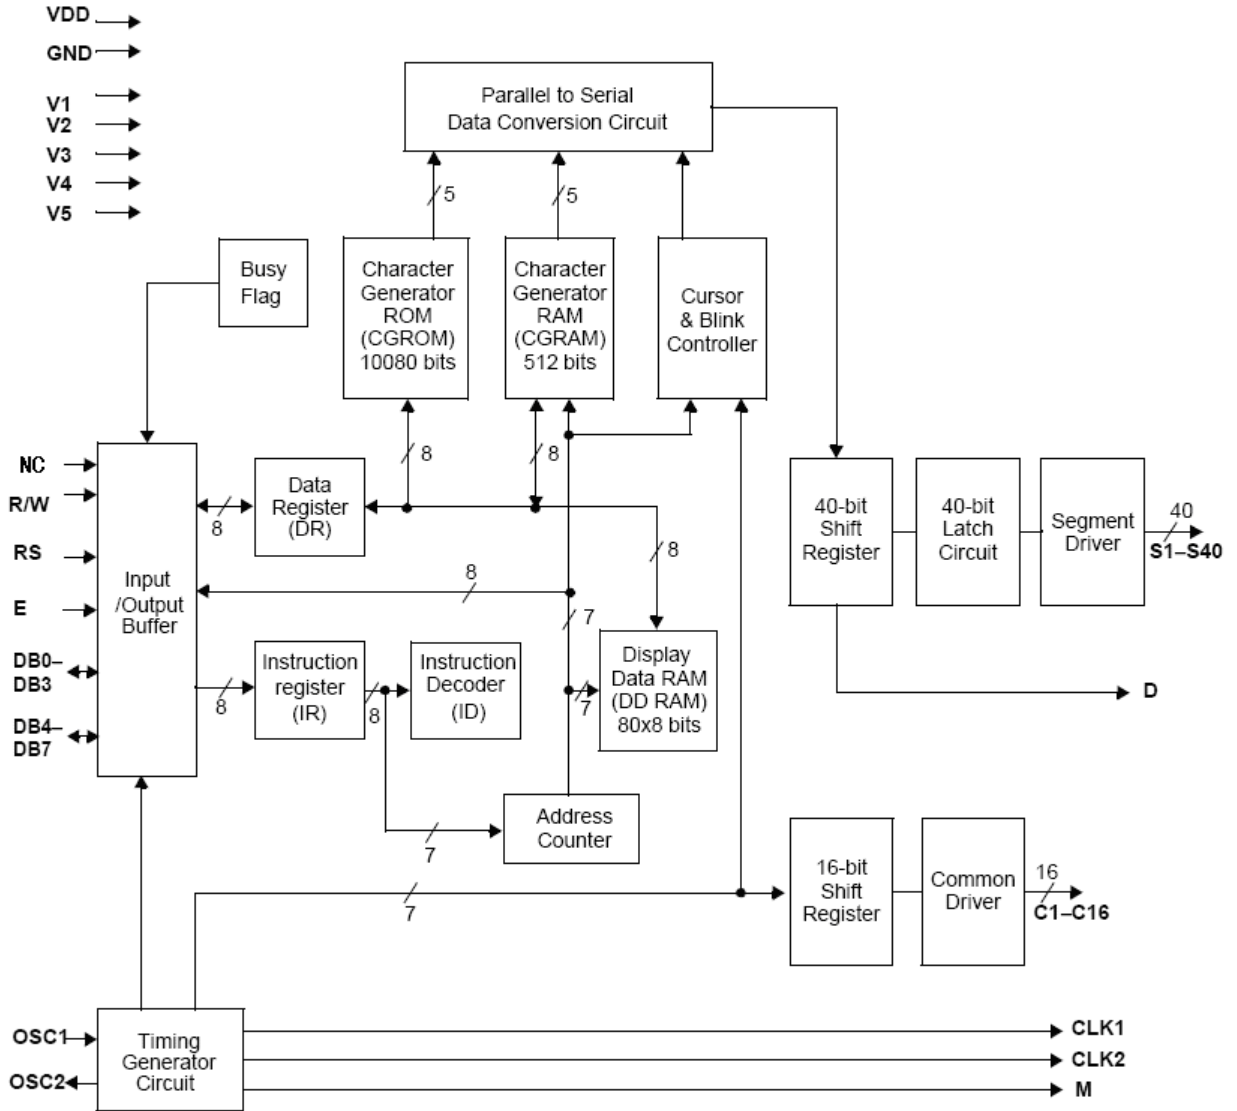 VDD
GND
V1
V2
V3
V4
V5
Parallel to Serial
Data Conversion Circuit
5
5
Busy
Flag
Character
Generator
ROM
(CGROM)
10080 bits
Character
Generator
RAM
(CGRAM)
512 bits
Cursor
& Blink
Controller
8
8
NC
R/W
RS
E
DB0–
DB3
DB4–
DB7
Input
/Output
Buffer
8
Data
Register
(DR)
8
8
7
8
Instruction
register
(IR)
8
Instruction
Decoder
(ID)
7
Display
Data RAM
(DD RAM)
80x8 bits
40-bit
Shift
Register
40-bit
Latch
Circuit
Segment
Driver
40
S1–S40
D
7
Address
Counter
7
16-bit
Shift
Register
Common
Driver
16
C1–C16
OSC1
OSC2
Timing
Generator
Circuit
CLK1
CLK2
M